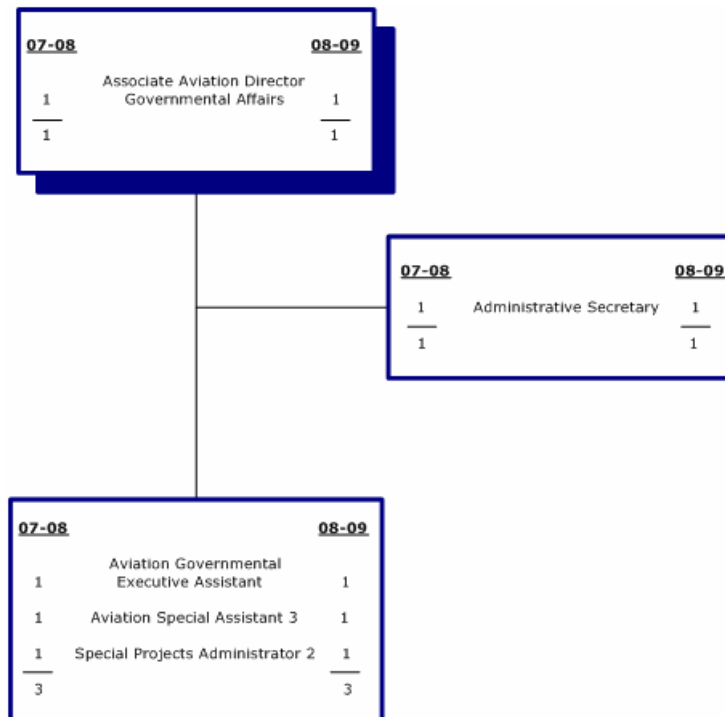 07-08 08-09
Associate Aviation Director
1 Governmental Affairs 1
1 1
07-08 08-09
1 Administrative Secretary 1
1 1
07-08 08-09
Aviation Governmental
1 Executive Assistant 1
1 Aviation Special Assistant 3 1
1 Special Projects Administrator 2 1
3 3